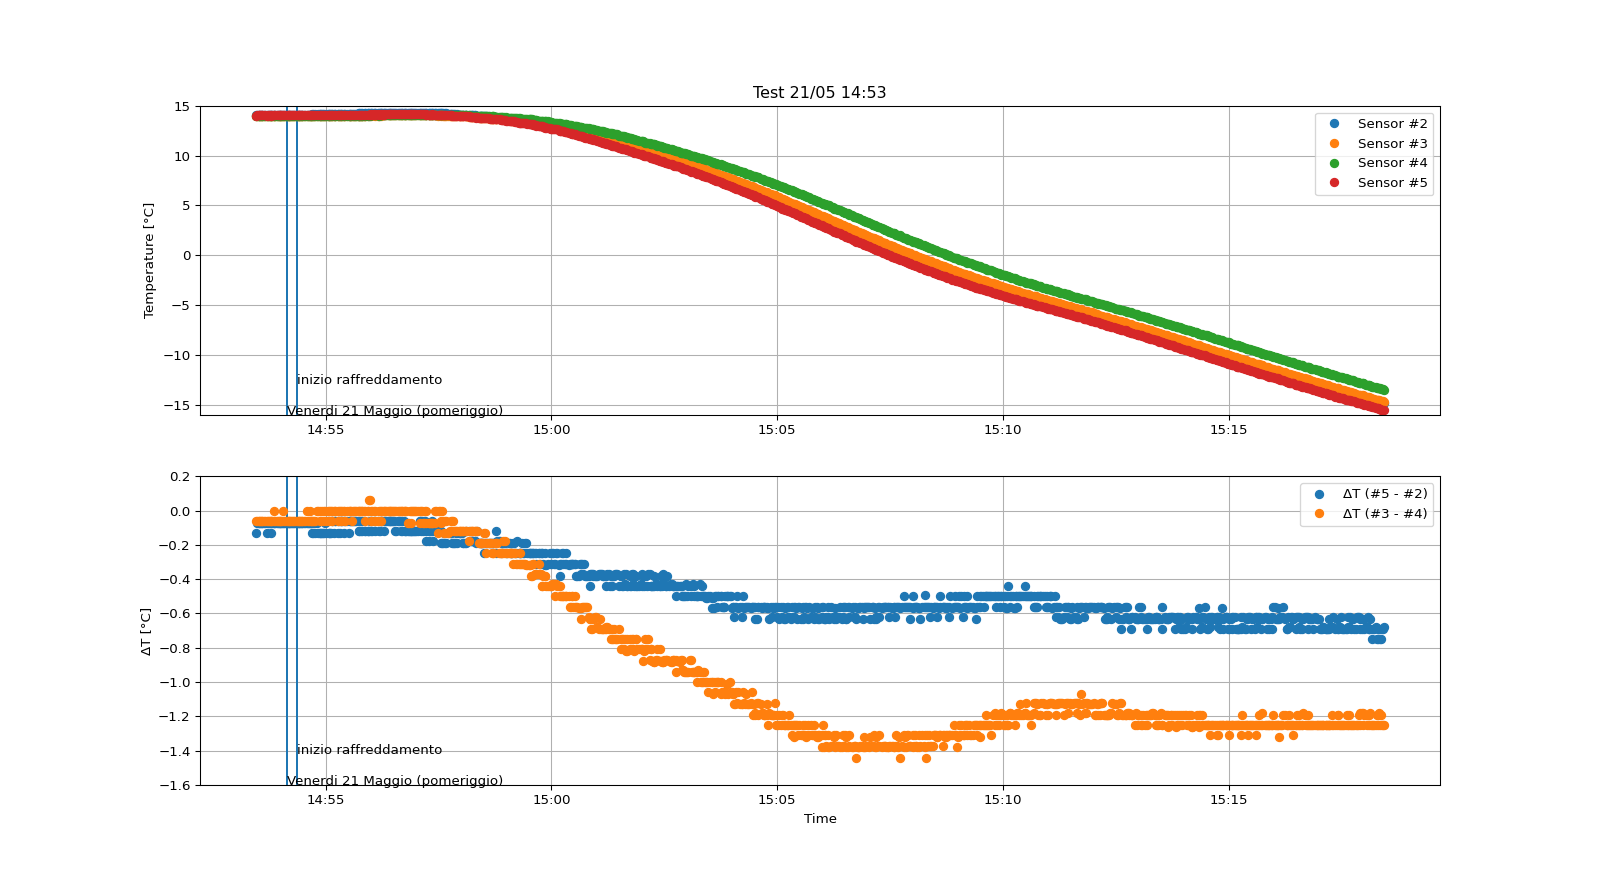 Test 21/05 14:53
15
10
5
0
−5
−10
−15
Temperature [°C]
Sensor #2
Sensor #3
Sensor #4
Sensor #5
inizio raffreddamento
Venerdi 21 Maggio (pomeriggio)
14:55 15:00 15:05 15:10 15:15
0.2
0.0
−0.2
−0.4
−0.6
−0.8
−1.0
−1.2
−1.4
−1.6
ΔT [°C]
ΔT (#5 - #2)
ΔT (#3 - #4)
inizio raffreddamento
Venerdi 21 Maggio (pomeriggio)
14:55 15:00 15:05 15:10 15:15
Time